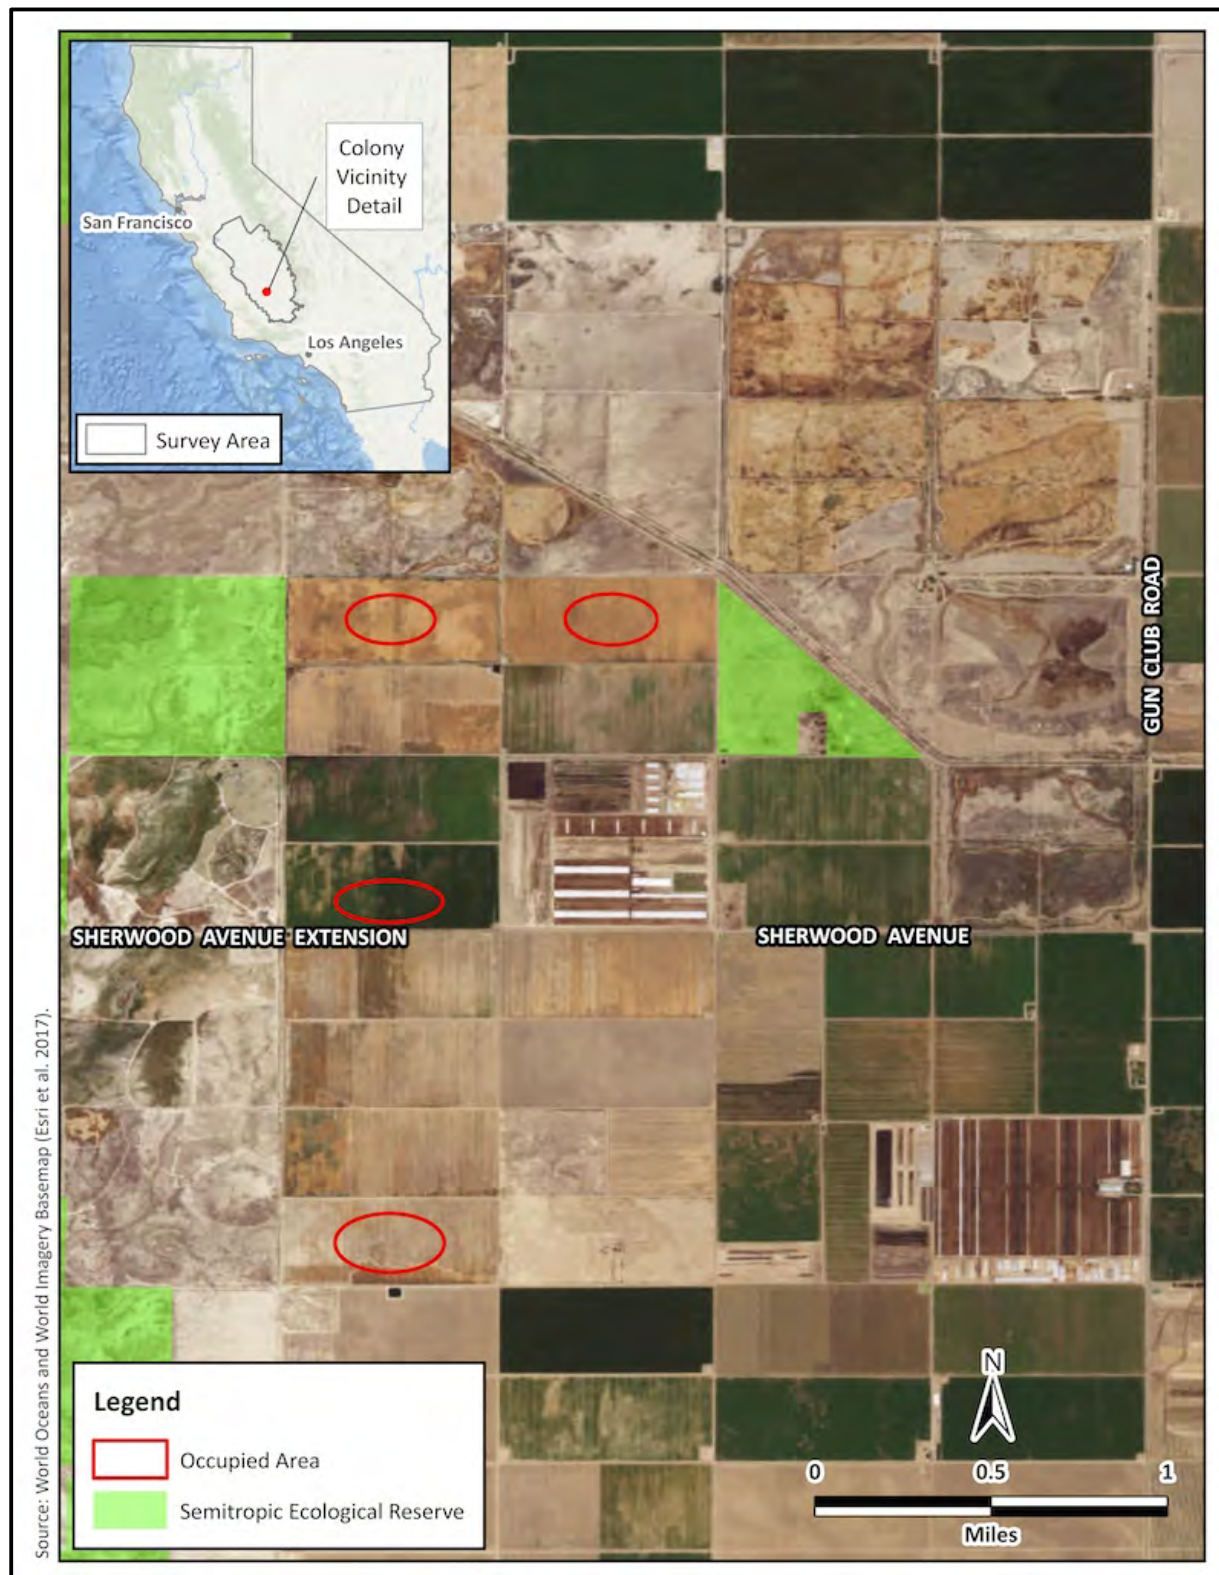 Colony
Vicinity
Detail
San Francisco
Los Angeles
Survey Area
GUN CLUB ROAD
SHERWOOD AVENUE EXTENSION
SHERWOOD AVENUE
Source: World Oceans and World Imagery Basemap (Esri et al. 2017).
Legend
Occupied Area
Semitropic Ecological Reserve
N
0 0.5 1
Miles